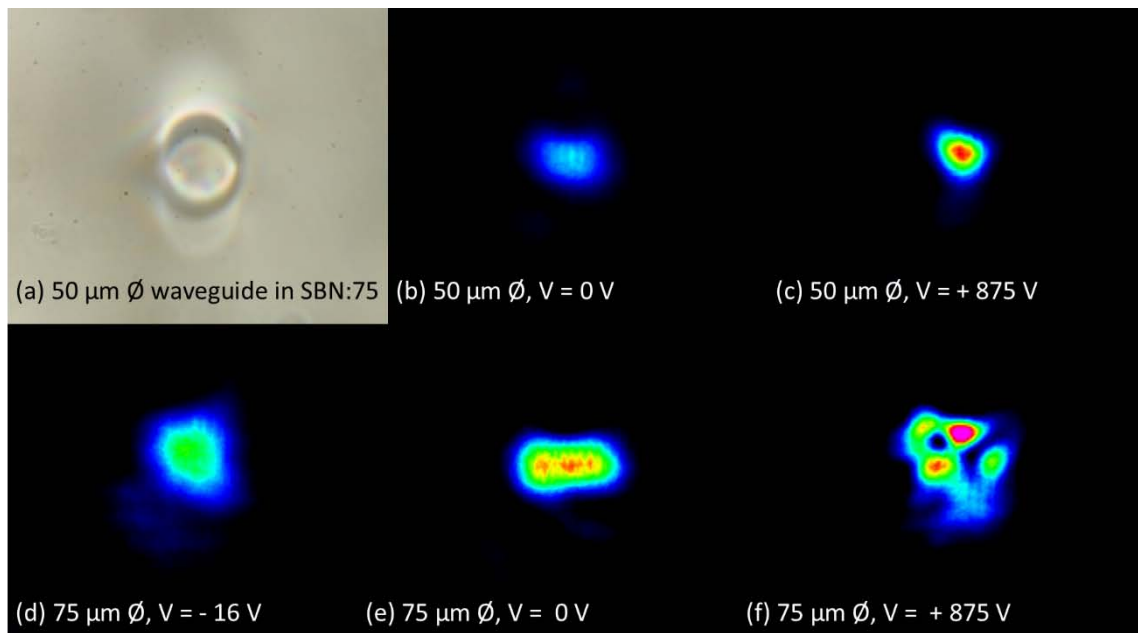 (a) 50 µm Ø waveguide in SBN:75
(b) 50 µm Ø, V = 0 V
(c) 50 µm Ø, V = + 875 V
(d) 75 µm Ø, V = - 16 V
(e) 75 µm Ø, V =  0 V
(f) 75 µm Ø, V =  + 875 V